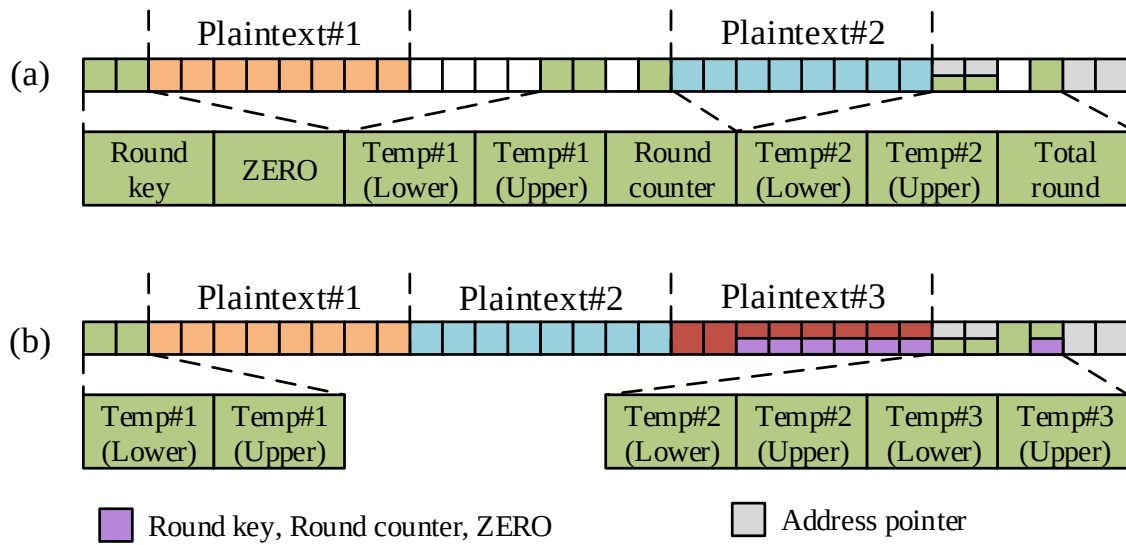 Plaintext#1 Plaintext#2
(a)
Round key ZERO Temp#1 (Lower) Temp#1 (Upper) Round counter Temp#2 (Lower) Temp#2 (Upper) Total round
Plaintext#1 Plaintext#2 Plaintext#3
(b)
Temp#1 (Lower) Temp#1 (Upper) Temp#2 (Lower) Temp#2 (Upper) Temp#3 (Lower) Temp#3 (Upper)
Round key, Round counter, ZERO Address pointer